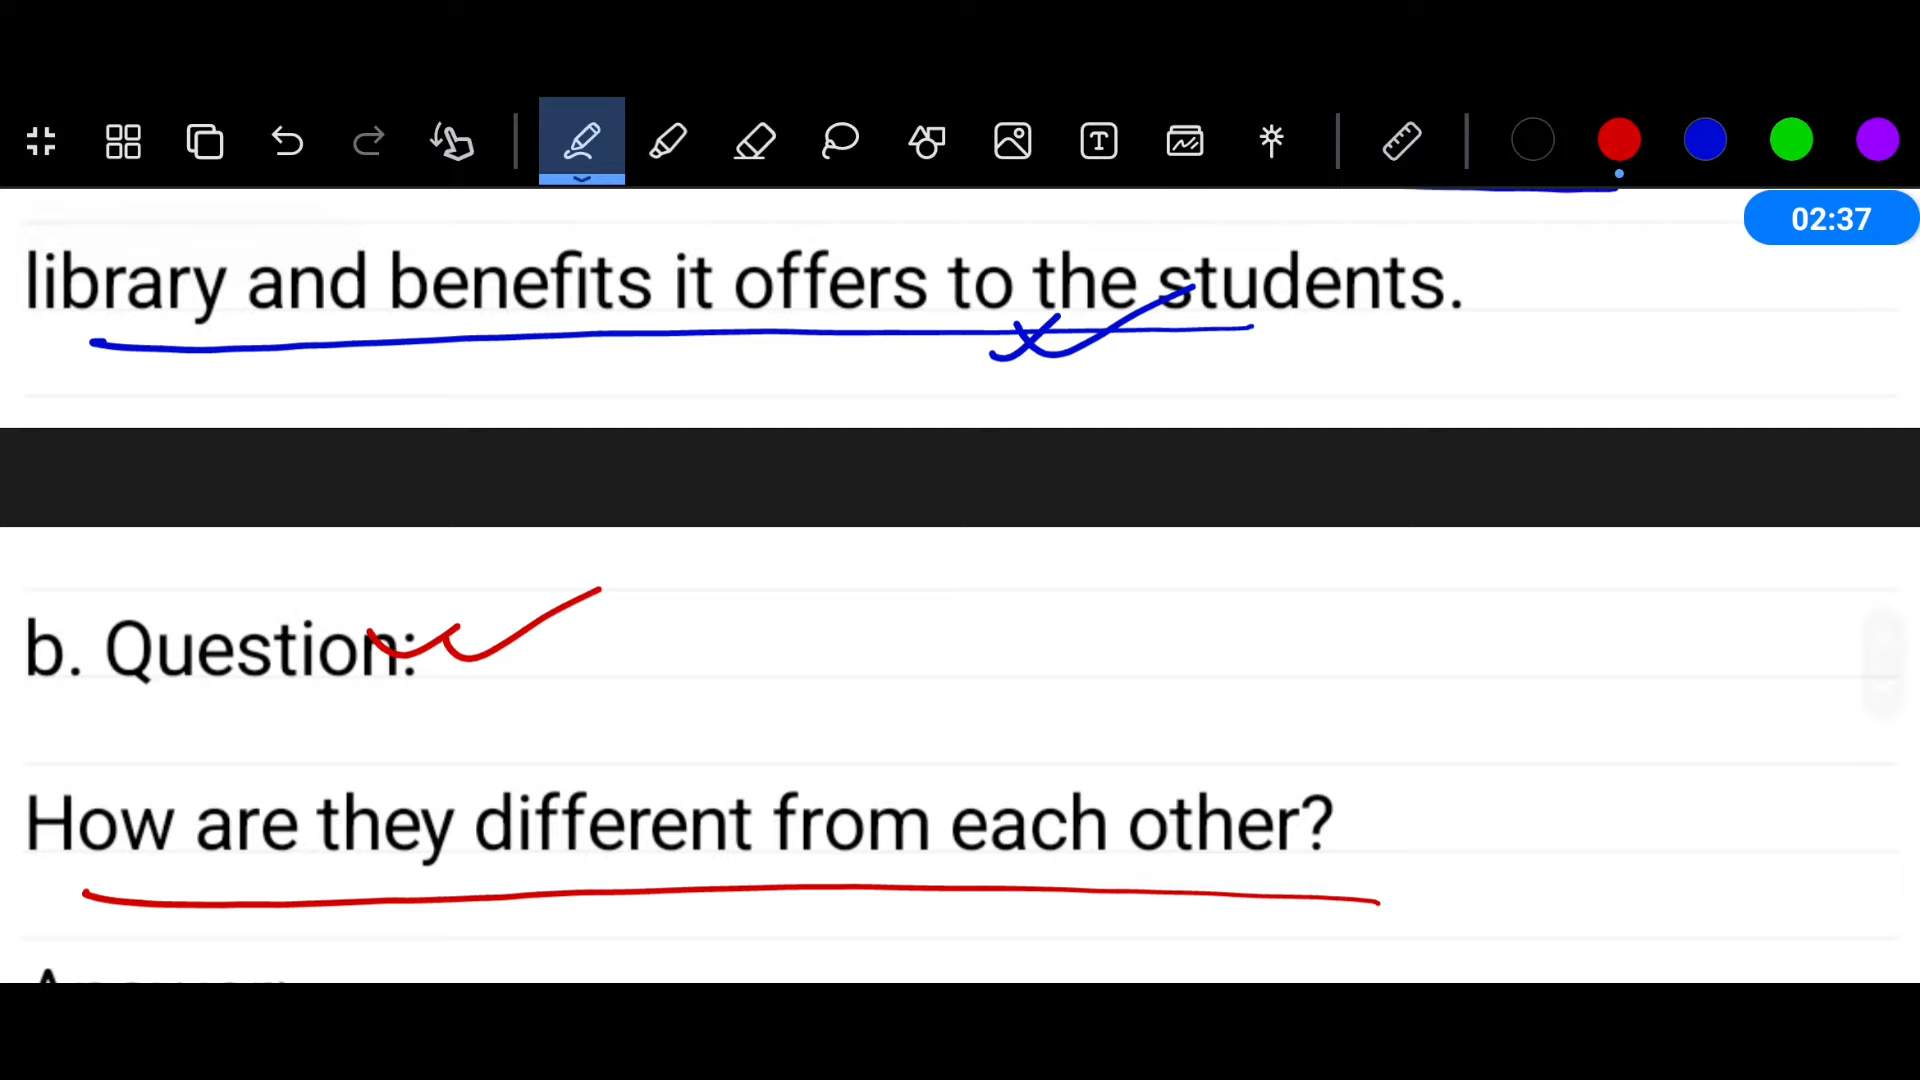 02:37
library and benefits it offers to the students.
b. Question:
How are they different from each other?